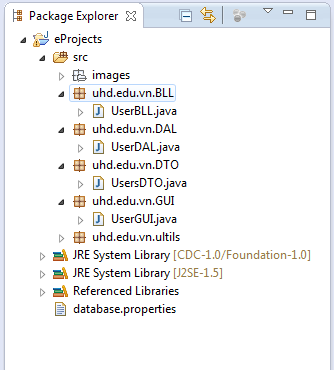 Package Explorer
eProjects
src
images
uhd.edu.vn.BLL
UserBLL.java
uhd.edu.vn.DAL
UserDAL.java
uhd.edu.vn.DTO
UsersDTO.java
uhd.edu.vn.GUI
UserGUI.java
uhd.edu.vn.ultils
JRE System Library [CDC-1.0/Foundation-1.0]
JRE System Library [J2SE-1.5]
Referenced Libraries
database.properties